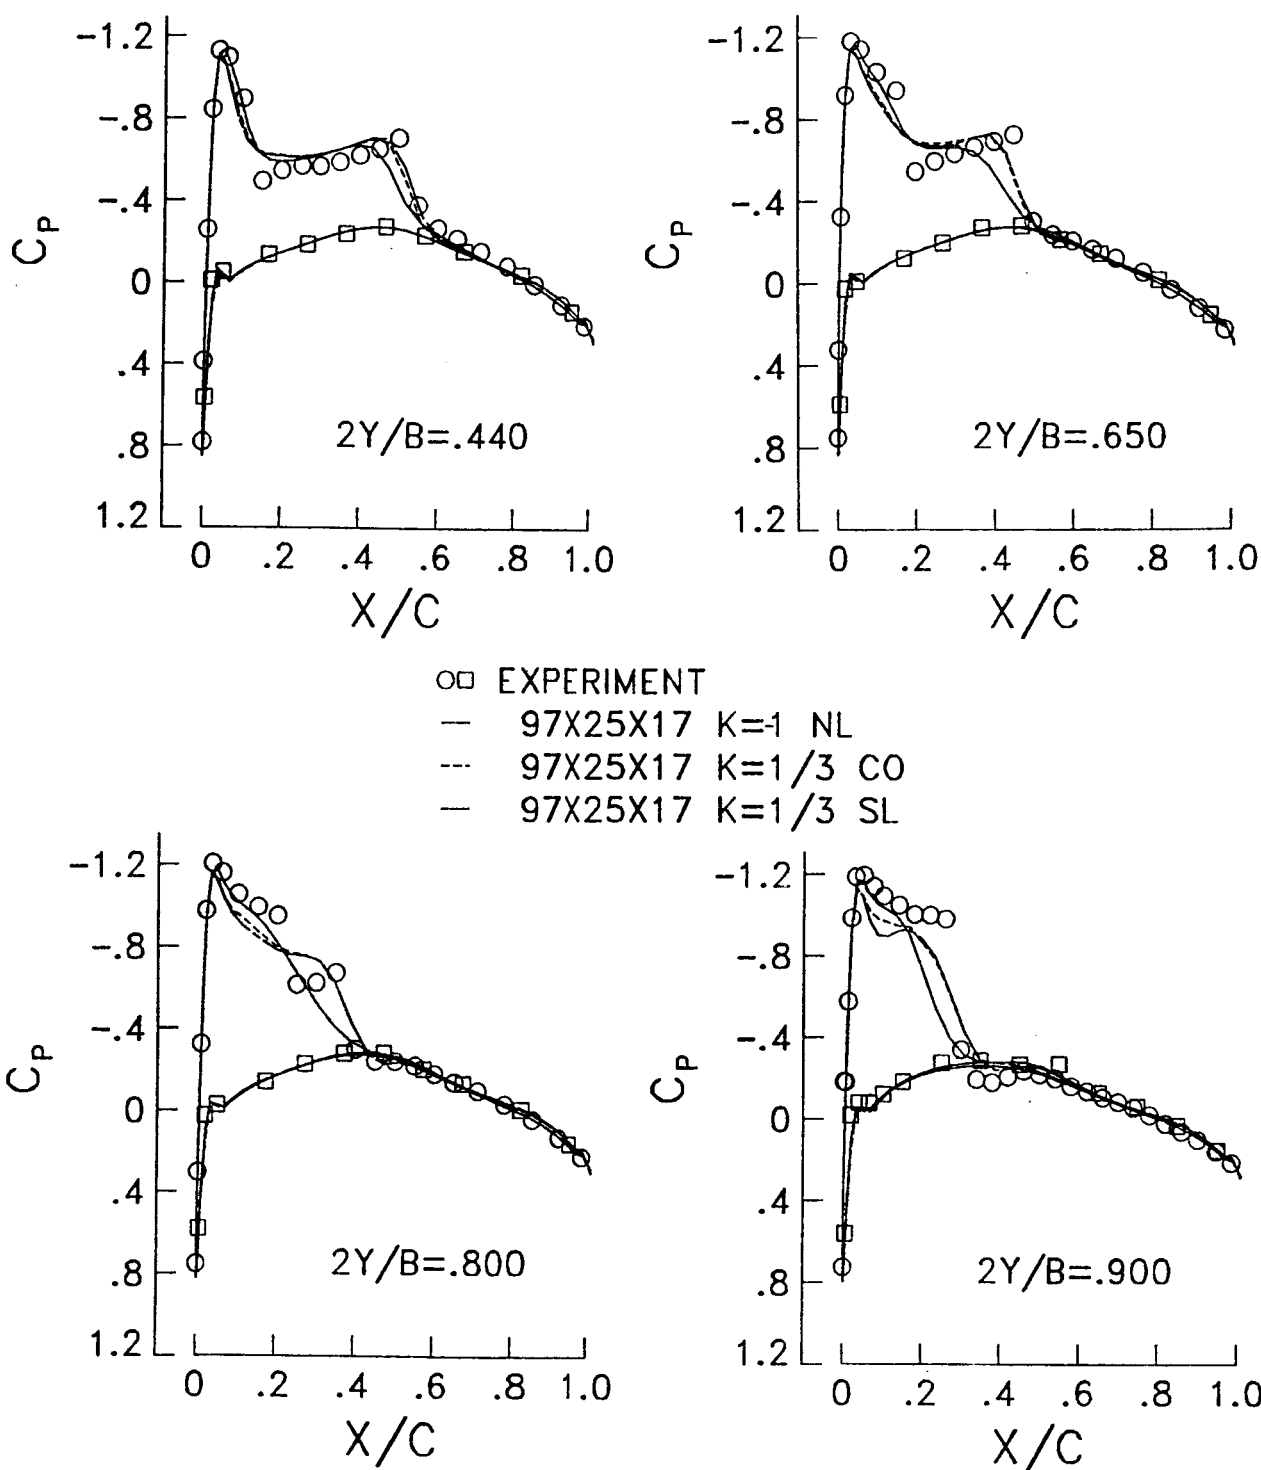 -1.2
-.8
-.4
0
.4
.8
1.2
CP
2Y/B=.440
0 .2 .4 .6 .8 1.0
X/C
-1.2
-.8
-.4
0
.4
.8
1.2
CP
2Y/B=.650
0 .2 .4 .6 .8 1.0
X/C
EXPERIMENT
97X25X17 K=-1 NL
97X25X17 K=1/3 CO
97X25X17 K=1/3 SL
-1.2
-.8
-.4
0
.4
.8
1.2
CP
2Y/B=.800
0 .2 .4 .6 .8 1.0
X/C
-1.2
-.8
-.4
0
.4
.8
1.2
CP
2Y/B=.900
0 .2 .4 .6 .8 1.0
X/C